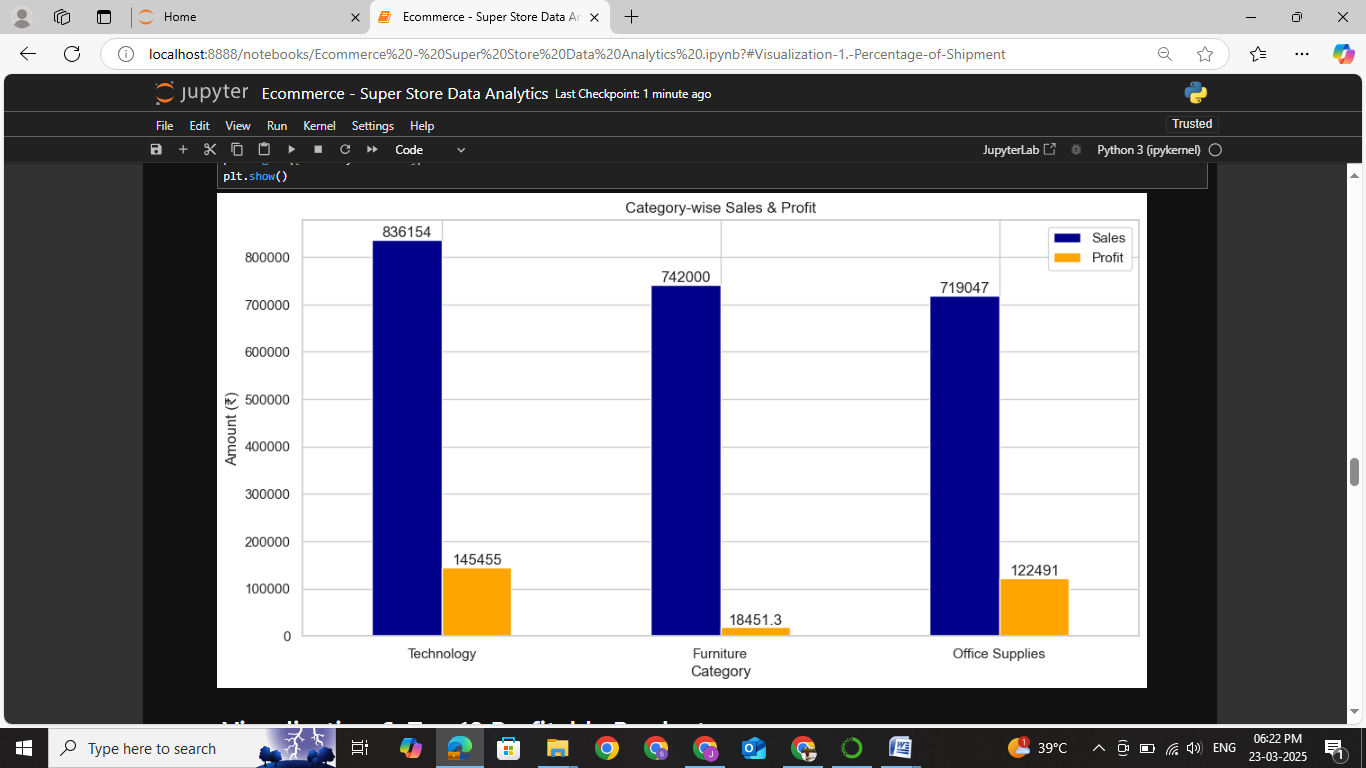 Home
Ecommerce - Super Store Data Ar
localhost:8888/notebooks/Ecommerce%20-%20Super%20Store%20Data%20Analytics%20.ipynb?#Visualization-1.-Percentage-of-Shipment
jupyter Ecommerce - Super Store Data Analytics Last Checkpoint: 1 minute ago
File Edit View Run Kernel Settings Help Trusted
Code JupyterLab Python 3 (ipykernel)
plt.show()
Category-wise Sales & Profit
Sales
Profit
Amount (₹)
800000
700000
600000
500000
400000
300000
200000
100000
0
836154
145455
742000
18451.3
719047
122491
Technology
Furniture
Office Supplies
Category
Type here to search
1
39°C
ENG
06:22 PM
23-03-2025
1